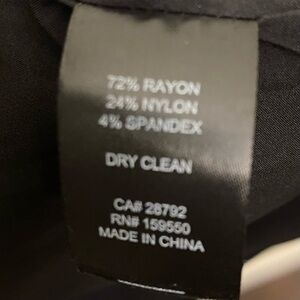 72% RAYON
24% NYLON
4% SPANDEX
DRY CLEAN
CA# 28792
RN# 159550
MADE IN CHINA